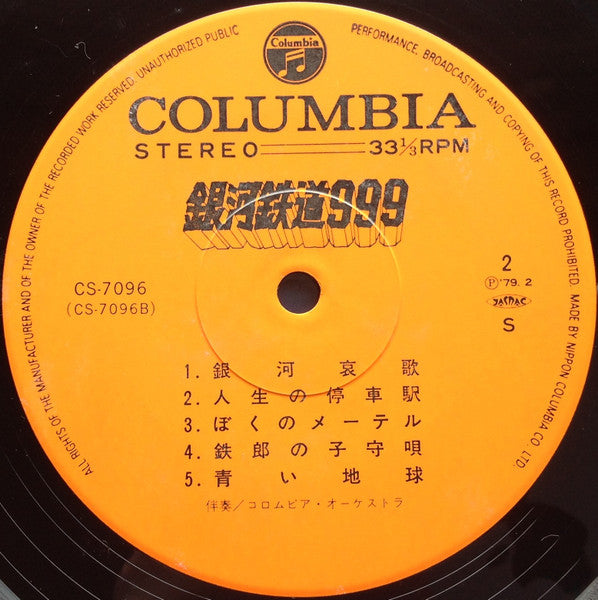 ALL RIGHTS OF THE MANUFACTURER AND OF THE OWNER OF THE RECORDED WORK RESERVED. UNAUTHORIZED PUBLIC PERFORMANCE, BROADCASTING AND COPYING OF THIS RECORD PROHIBITED. MADE BY NIPPON COLUMBIA CO. LTD.
Columbia
COLUMBIA
STEREO 33⅓RPM
銀河鉄道999
CS-7096
(CS-7096B)
2
Ⓟ'79. 2
JASRAC
S
1. 銀河哀歌
2. 人生の停車駅
3. ぼくのメーテル
4. 鉄郎の子守唄
5. 青い地球
伴奏/コロムビア・オーケストラ